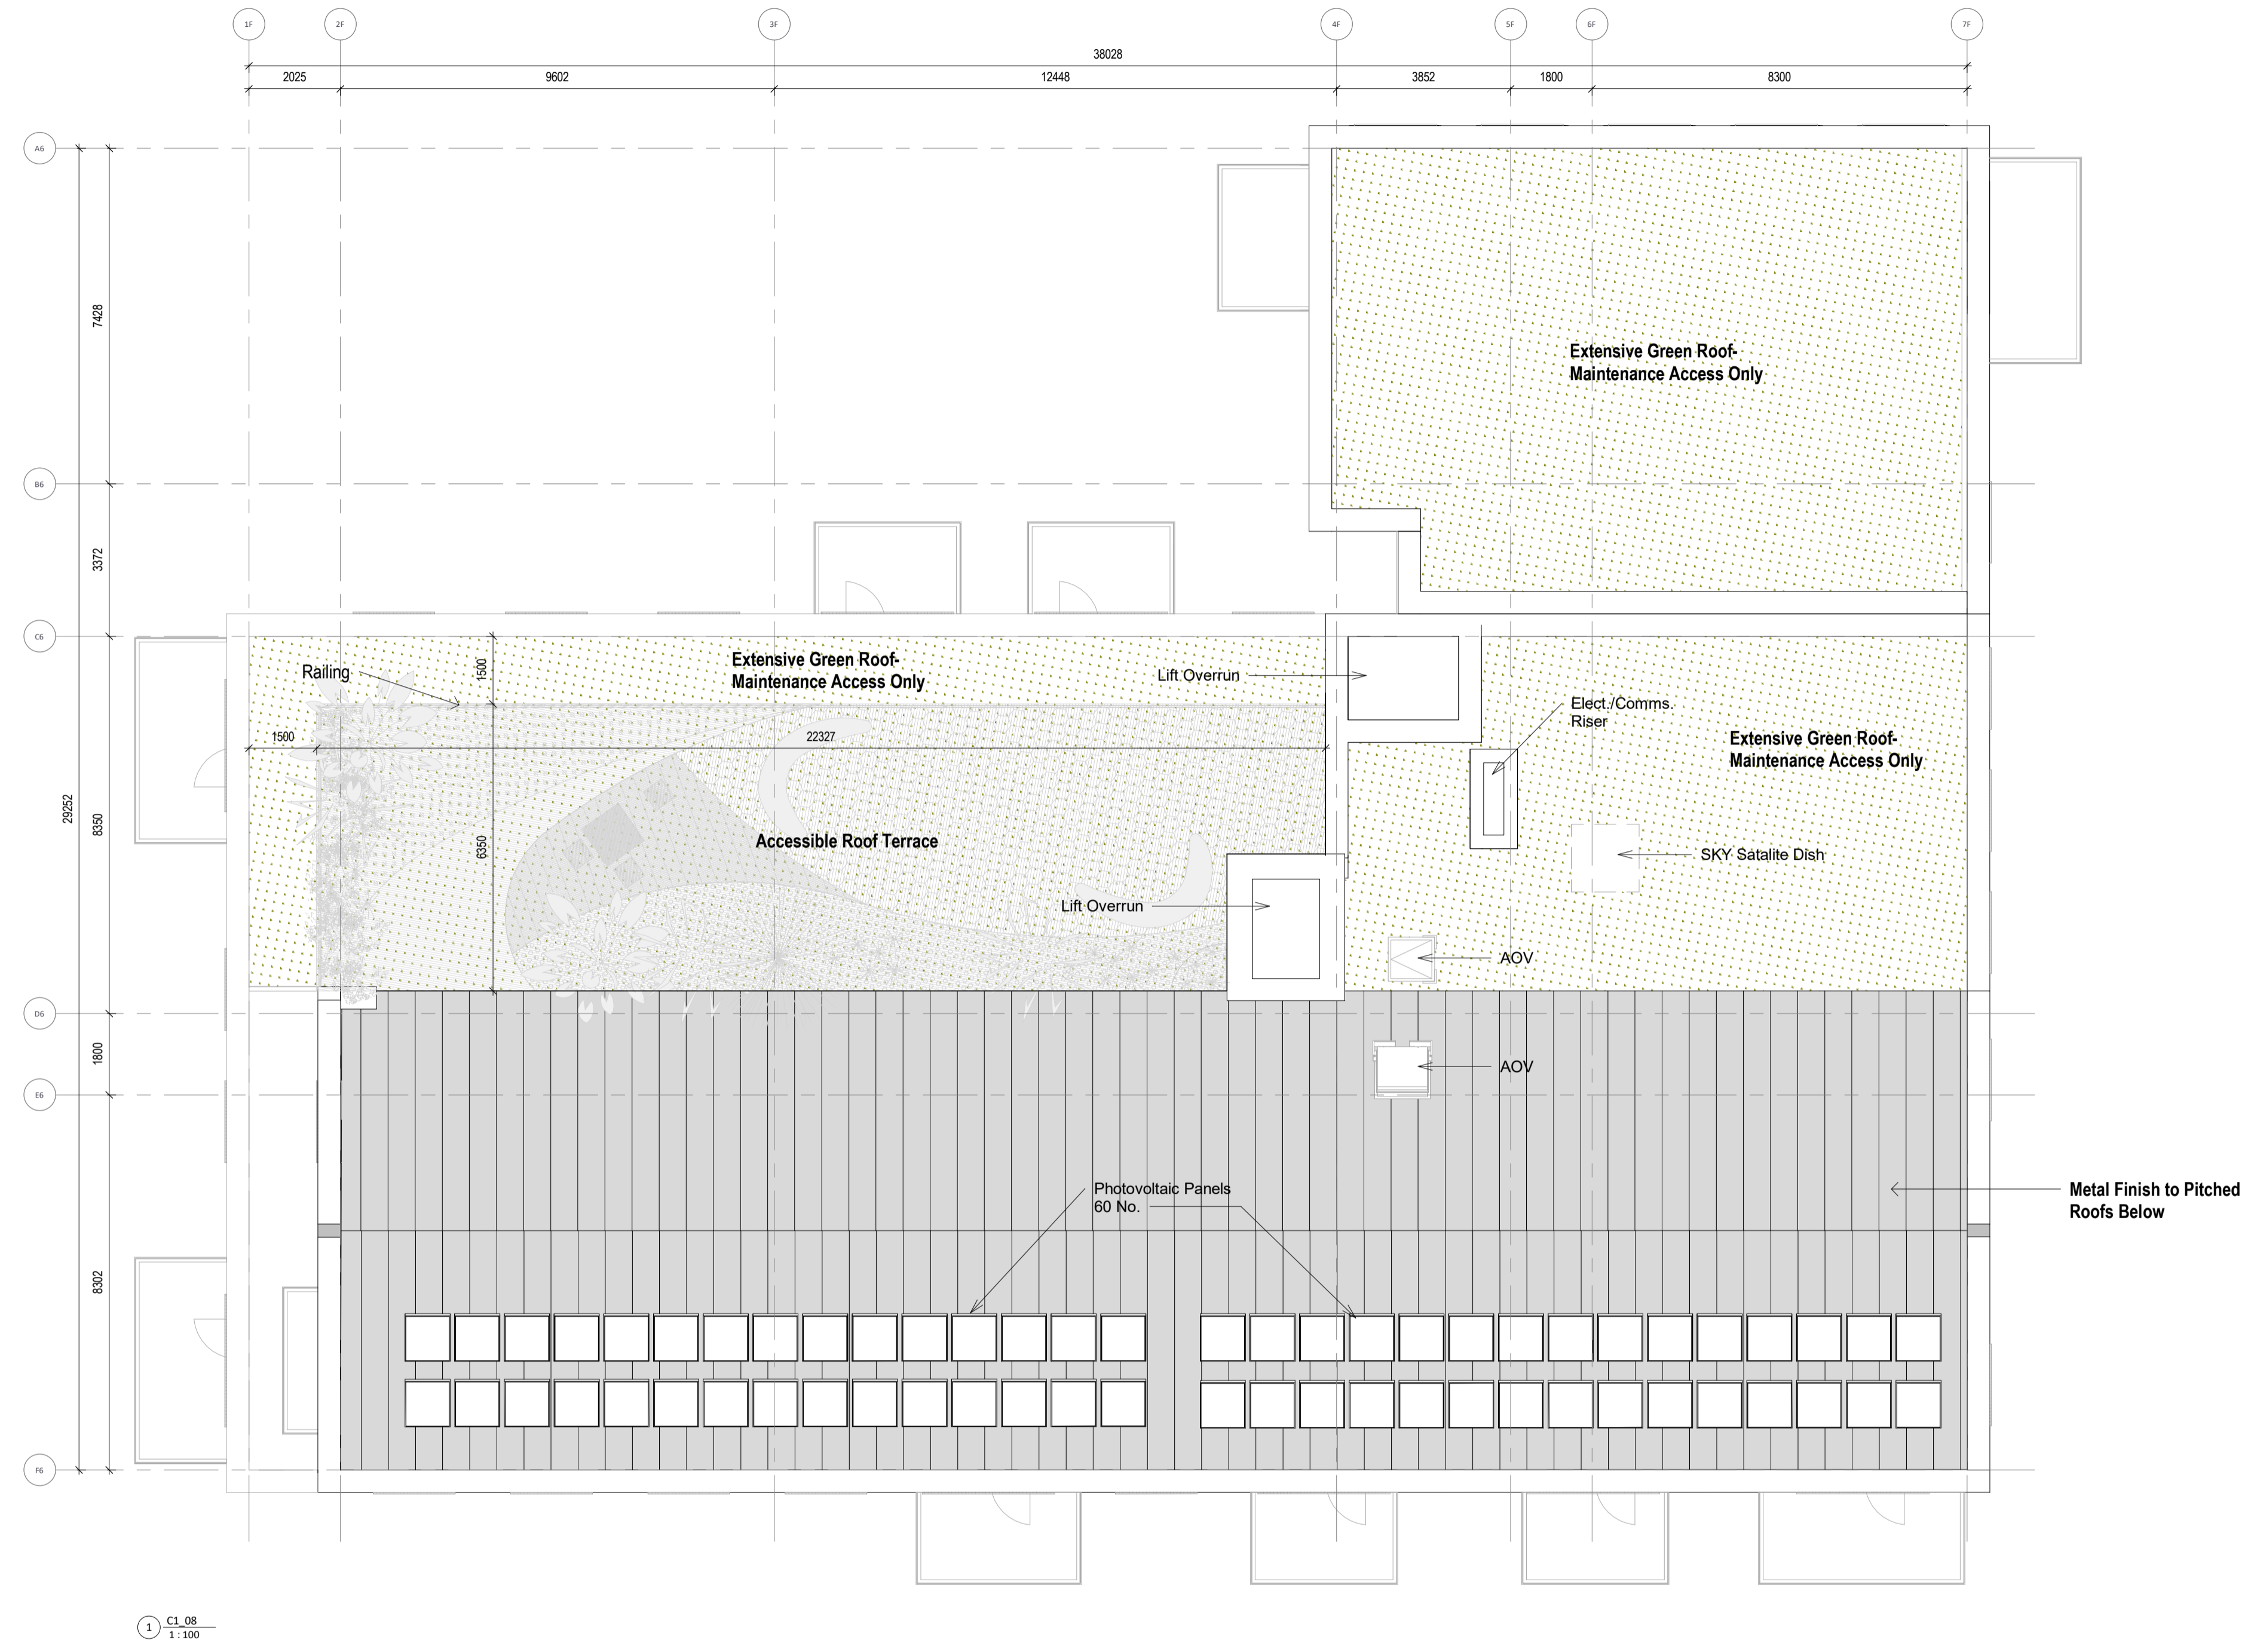 1F
2F
3F
4F
5F
6F
7F
38028
2025
9602
12448
3852
1800
8300
A6
B6
C6
D6
E6
F6
29252
7428
3372
8350
1800
8302
Extensive Green Roof-
Maintenance Access Only
Railing
1500
Extensive Green Roof-
Maintenance Access Only
Lift Overrun
Elect./Comms.
Riser
1500
22327
Extensive Green Roof-
Maintenance Access Only
6350
Accessible Roof Terrace
SKY Satalite Dish
Lift Overrun
AOV
AOV
Photovoltaic Panels
60 No.
Metal Finish to Pitched
Roofs Below
1
C1_08
1 : 100